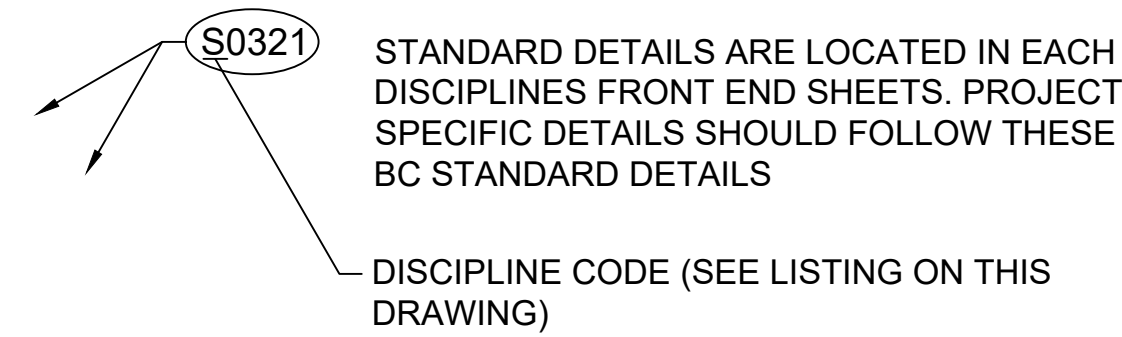 S0321
STANDARD DETAILS ARE LOCATED IN EACH
DISCIPLINES FRONT END SHEETS. PROJECT
SPECIFIC DETAILS SHOULD FOLLOW THESE
BC STANDARD DETAILS
DISCIPLINE CODE (SEE LISTING ON THIS
DRAWING)